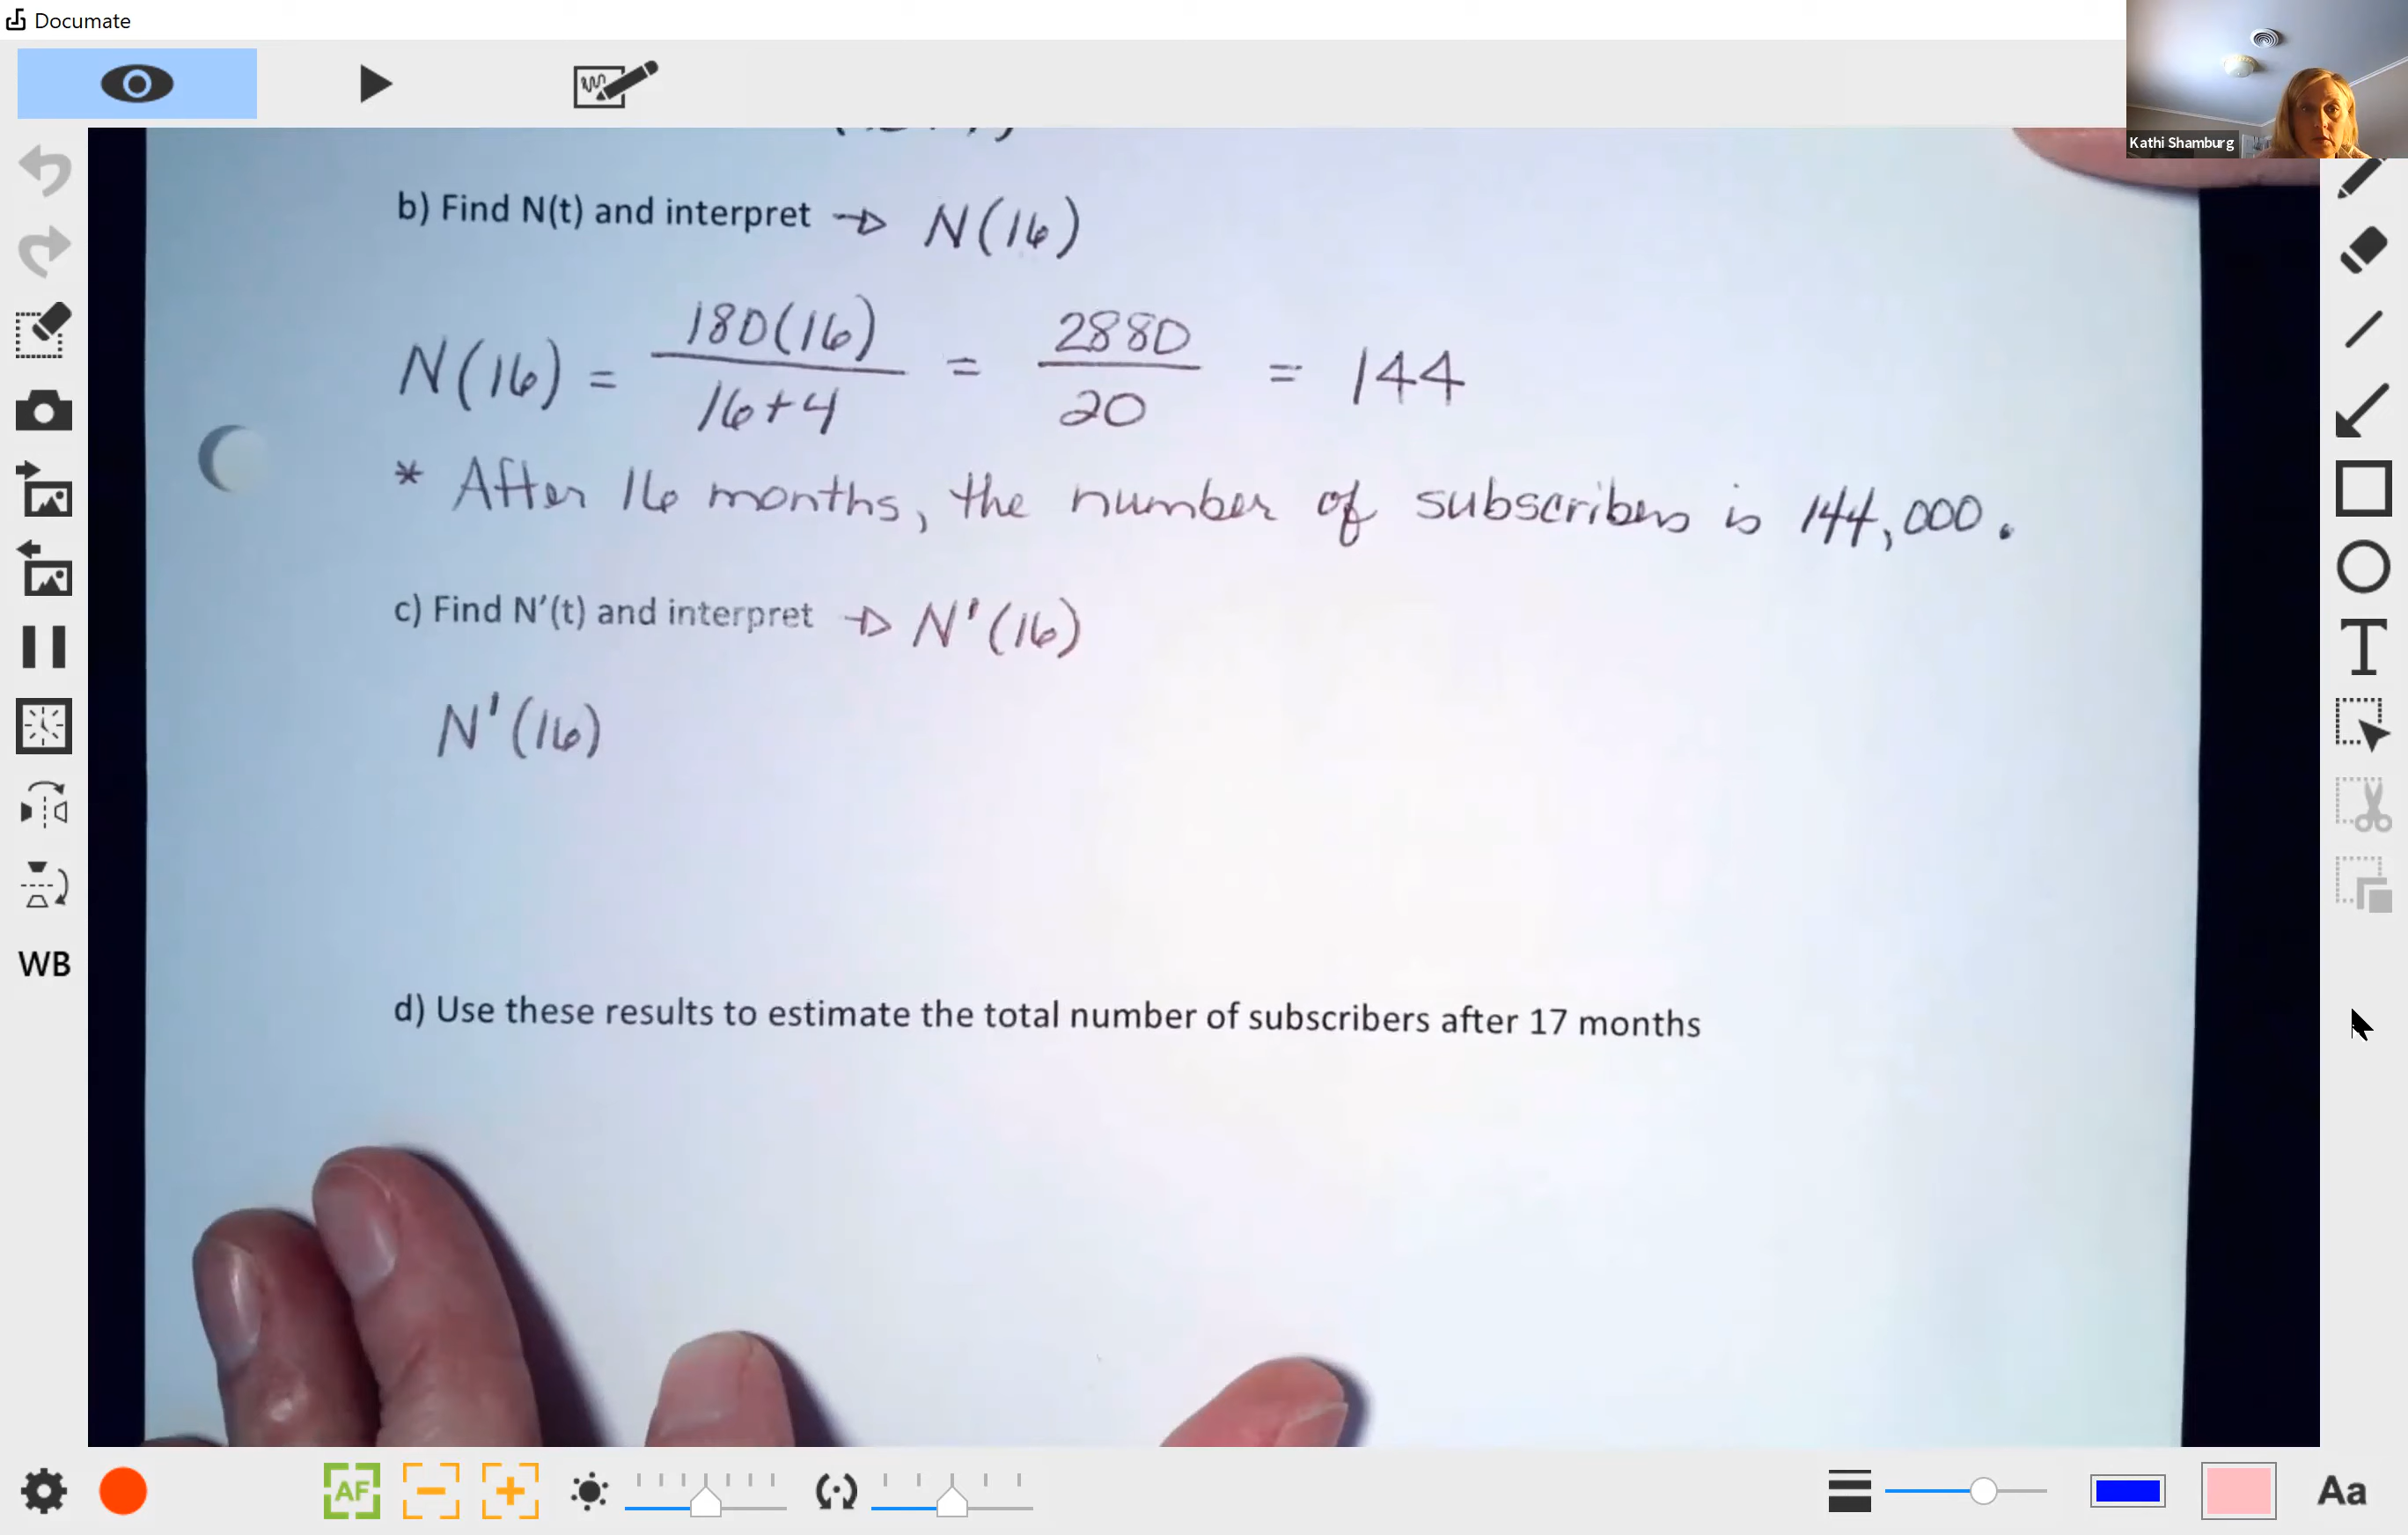 Documate
Kathi Shamburg
b) Find N(t) and interpret → N(16)
N(16) = 180(16) / 16+4 = 2880 / 20 = 144
* After 16 months, the number of subscribers is 144,000.
c) Find N'(t) and interpret → N'(16)
N'(16)
d) Use these results to estimate the total number of subscribers after 17 months
WB
T
AF
Aa